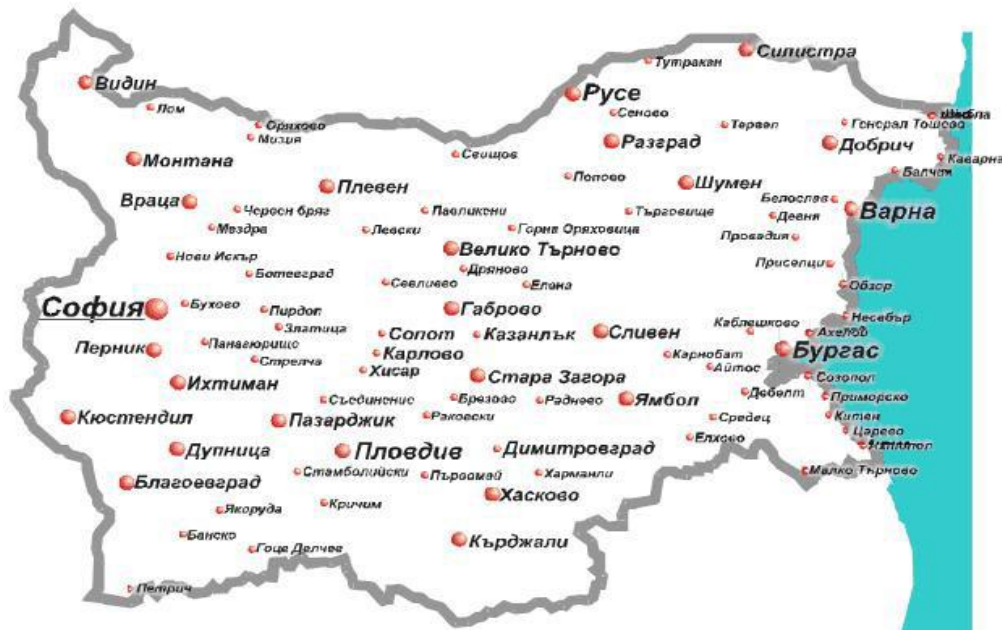 Силистра
Тутракан
Видин
Русе
Лом
Сеново
Оряхово
Тервел
Генерал Тошево
Мизия
Разград
Добрич
Свищов
Каварна
Монтана
Балчик
Попово
Плевен
Шумен
Враца
Белослав
Червен бряг
Павликени
Търговище
Варна
Девня
Мездра
Левски
Горна Оряховица
Провадия
Велико Търново
Нови Искър
Приселци
Дряново
Ботевград
Севлиево
Елена
Обзор
София
Бухово
Пирдоп
Габрово
Несебър
Златица
Сопот
Казанлък
Сливен
Каблешково
Ахелой
Панагюрище
Перник
Карлово
Карнобат
Бургас
Стрелча
Хисар
Айтос
Стара Загора
Созопол
Ихтиман
Дебелт
Съединение
Брезово
Раднево
Ямбол
Приморско
Кюстендил
Пазарджик
Раковски
Средец
Китен
Царево
Елхово
Дупница
Пловдив
Димитровград
Стамболийски
Първомай
Харманли
Малко Търново
Благоевград
Хасково
Якоруда
Кричим
Банско
Кърджали
Гоце Делчев
Петрич